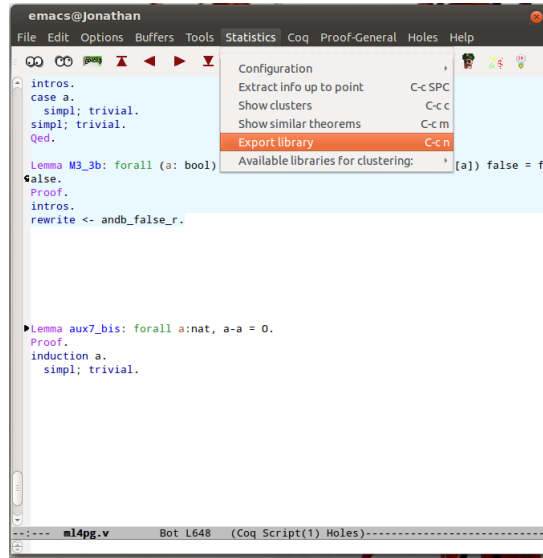 emacs@Jonathan
File Edit Options Buffers Tools Statistics Coq Proof-General Holes Help
Configuration
Extract info up to point C-c SPC
Show clusters C-c c
Show similar theorems C-c m
Export library C-c n
Available libraries for clustering:
intros.
case a.
simpl; trivial.
simpl; trivial.
Qed.
Lemma M3_3b: forall (a: bool) [a]) false = f
alse.
Proof.
intros.
rewrite <- andb_false_r.
Lemma aux7_bis: forall a:nat, a-a = 0.
Proof.
induction a.
simpl; trivial.
--:--- ml4pg.v Bot L648 (Coq Script(1) Holes)--------------------------